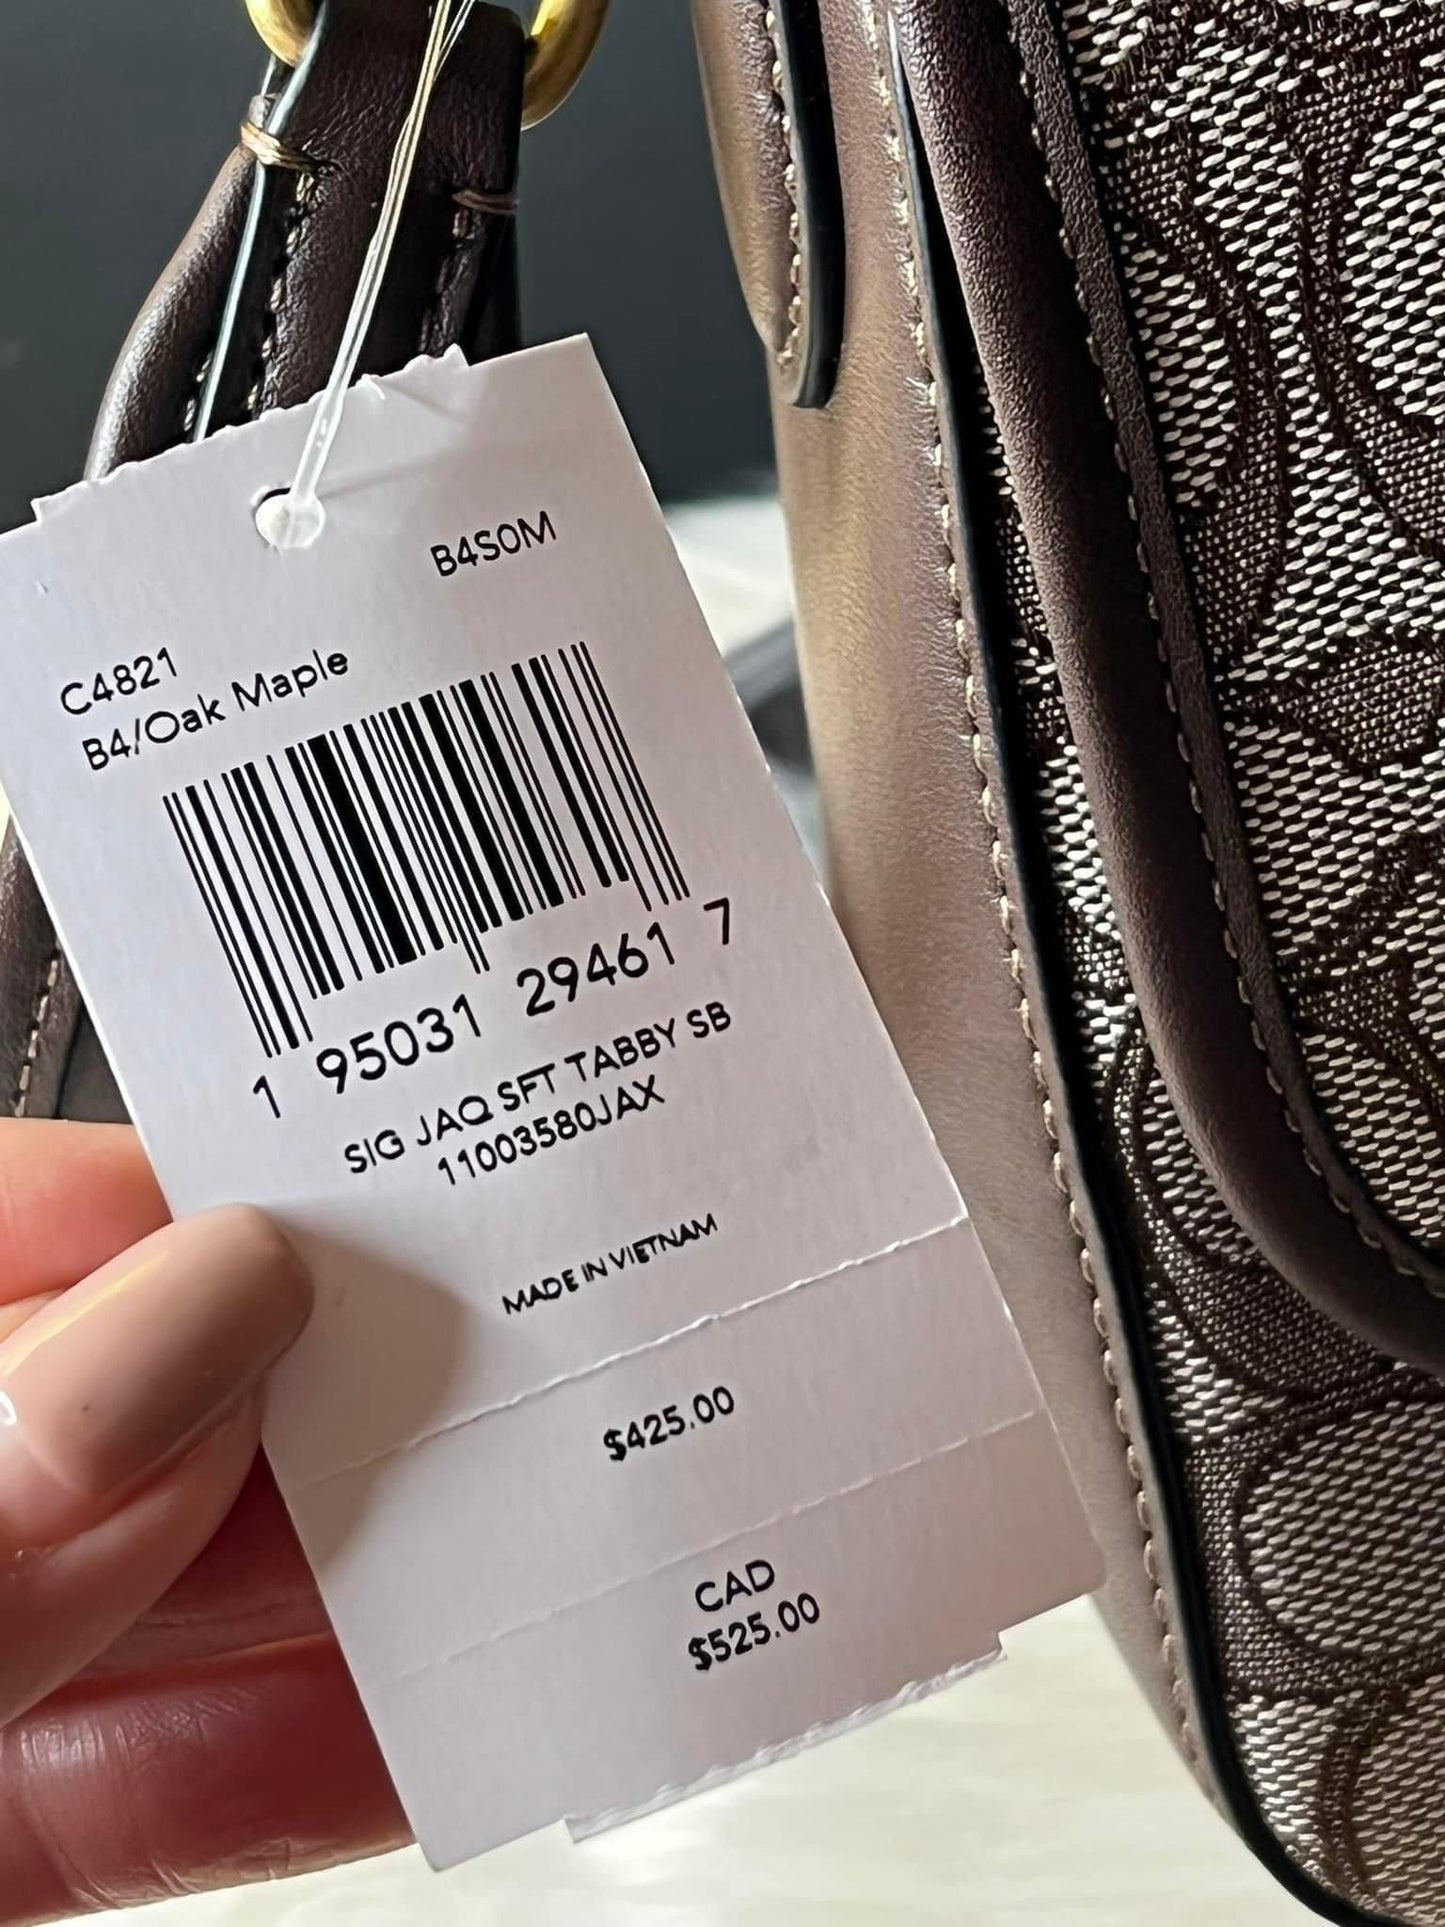 B4S0M
C4821
B4/Oak Maple
1 95031 29461 7
SIG JAQ SFT TABBY SB
11003580JAX
MADE IN VIETNAM
$425.00
CAD
$525.00